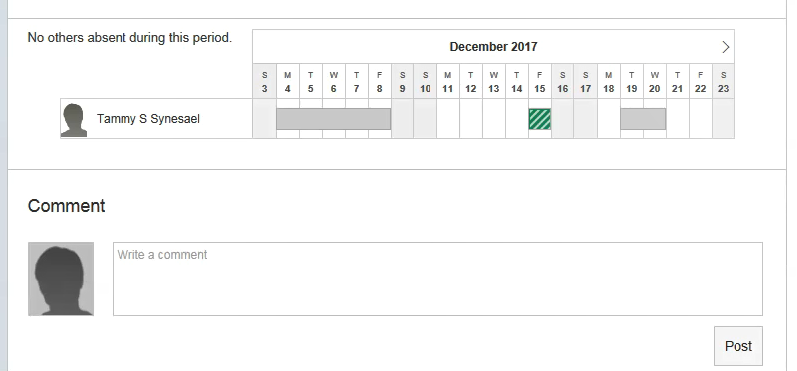 No others absent during this period.
December 2017
S M T W T F S S M T W T F S S M T W T F S
3 4 5 6 7 8 9 10 11 12 13 14 15 16 17 18 19 20 21 22 23
Tammy S Synesael
Comment
Write a comment
Post